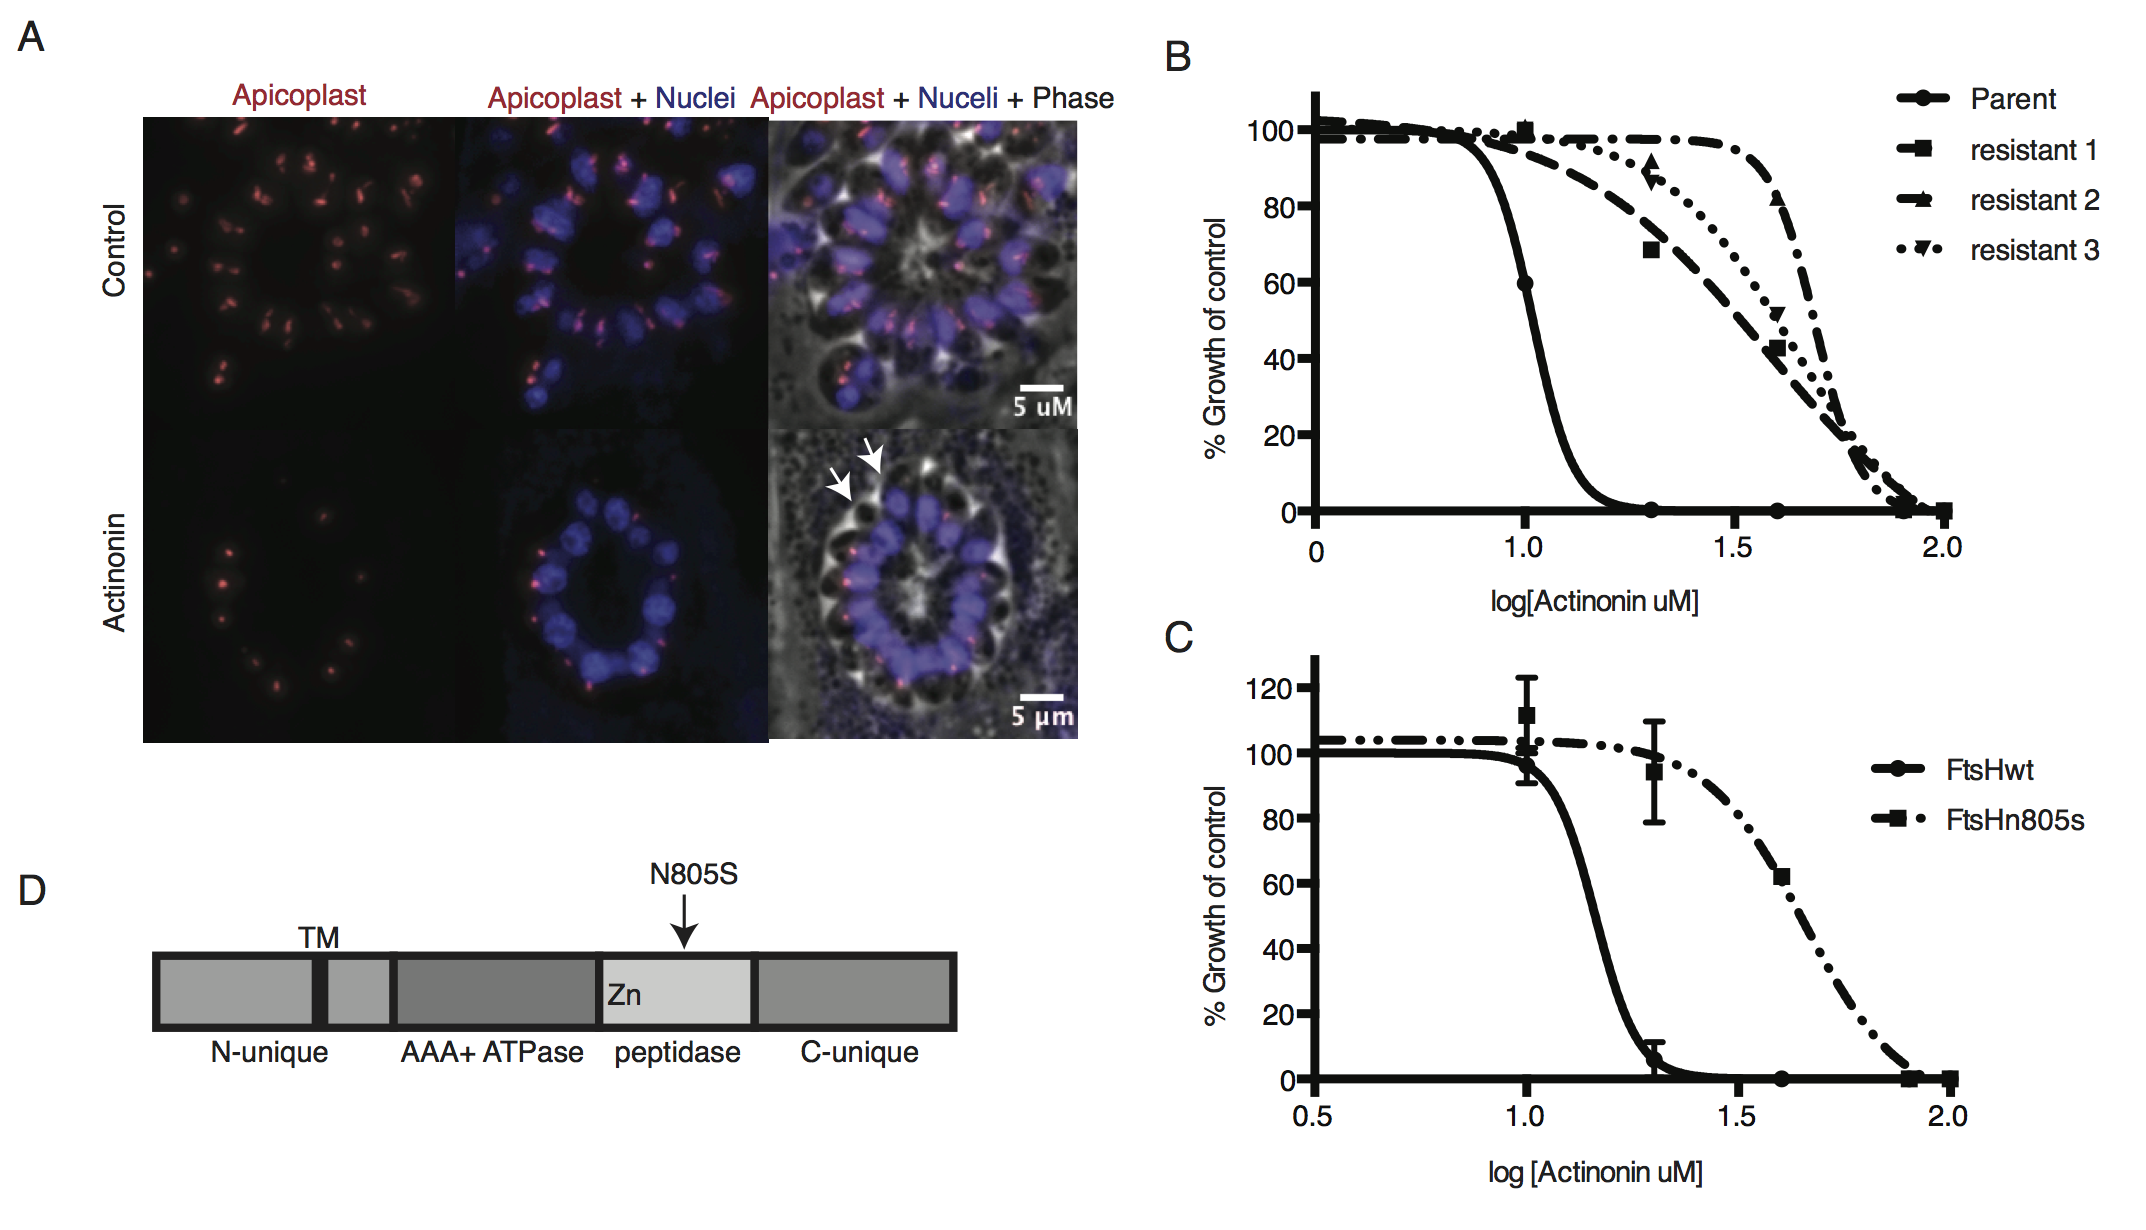 A
Apicoplast
Apicoplast + Nuclei
Apicoplast + Nuceli + Phase
Control
5 uM
Actinonin
5 µm
B
% Growth of control
100
80
60
40
20
0
0
1.0
1.5
2.0
log[Actinonin uM]
Parent
resistant 1
resistant 2
resistant 3
C
% Growth of control
120
100
80
60
40
20
0
0.5
1.0
1.5
2.0
log [Actinonin uM]
FtsHwt
FtsHn805s
D
N805S
TM
Zn
N-unique
AAA+ ATPase
peptidase
C-unique